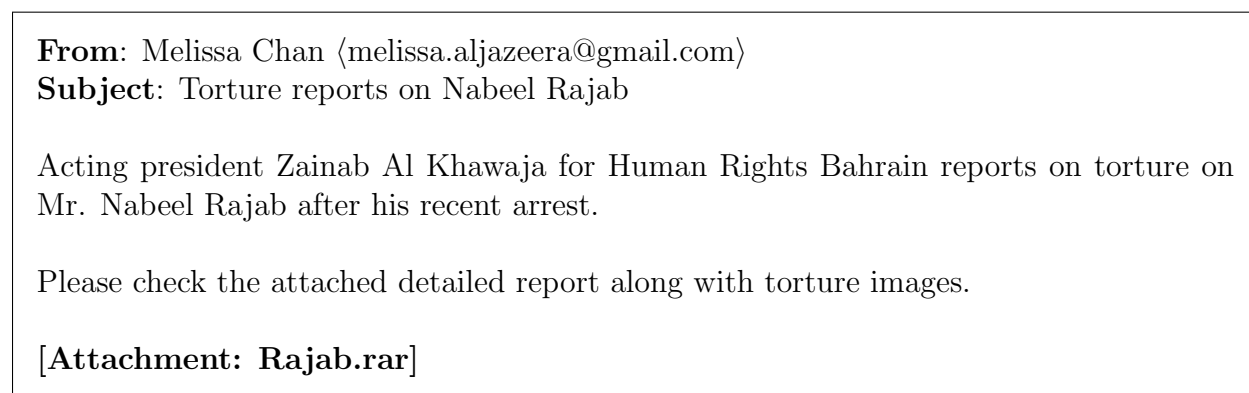 From: Melissa Chan ⟨melissa.aljazeera@gmail.com⟩
Subject: Torture reports on Nabeel Rajab
Acting president Zainab Al Khawaja for Human Rights Bahrain reports on torture on
Mr. Nabeel Rajab after his recent arrest.
Please check the attached detailed report along with torture images.
[Attachment: Rajab.rar]